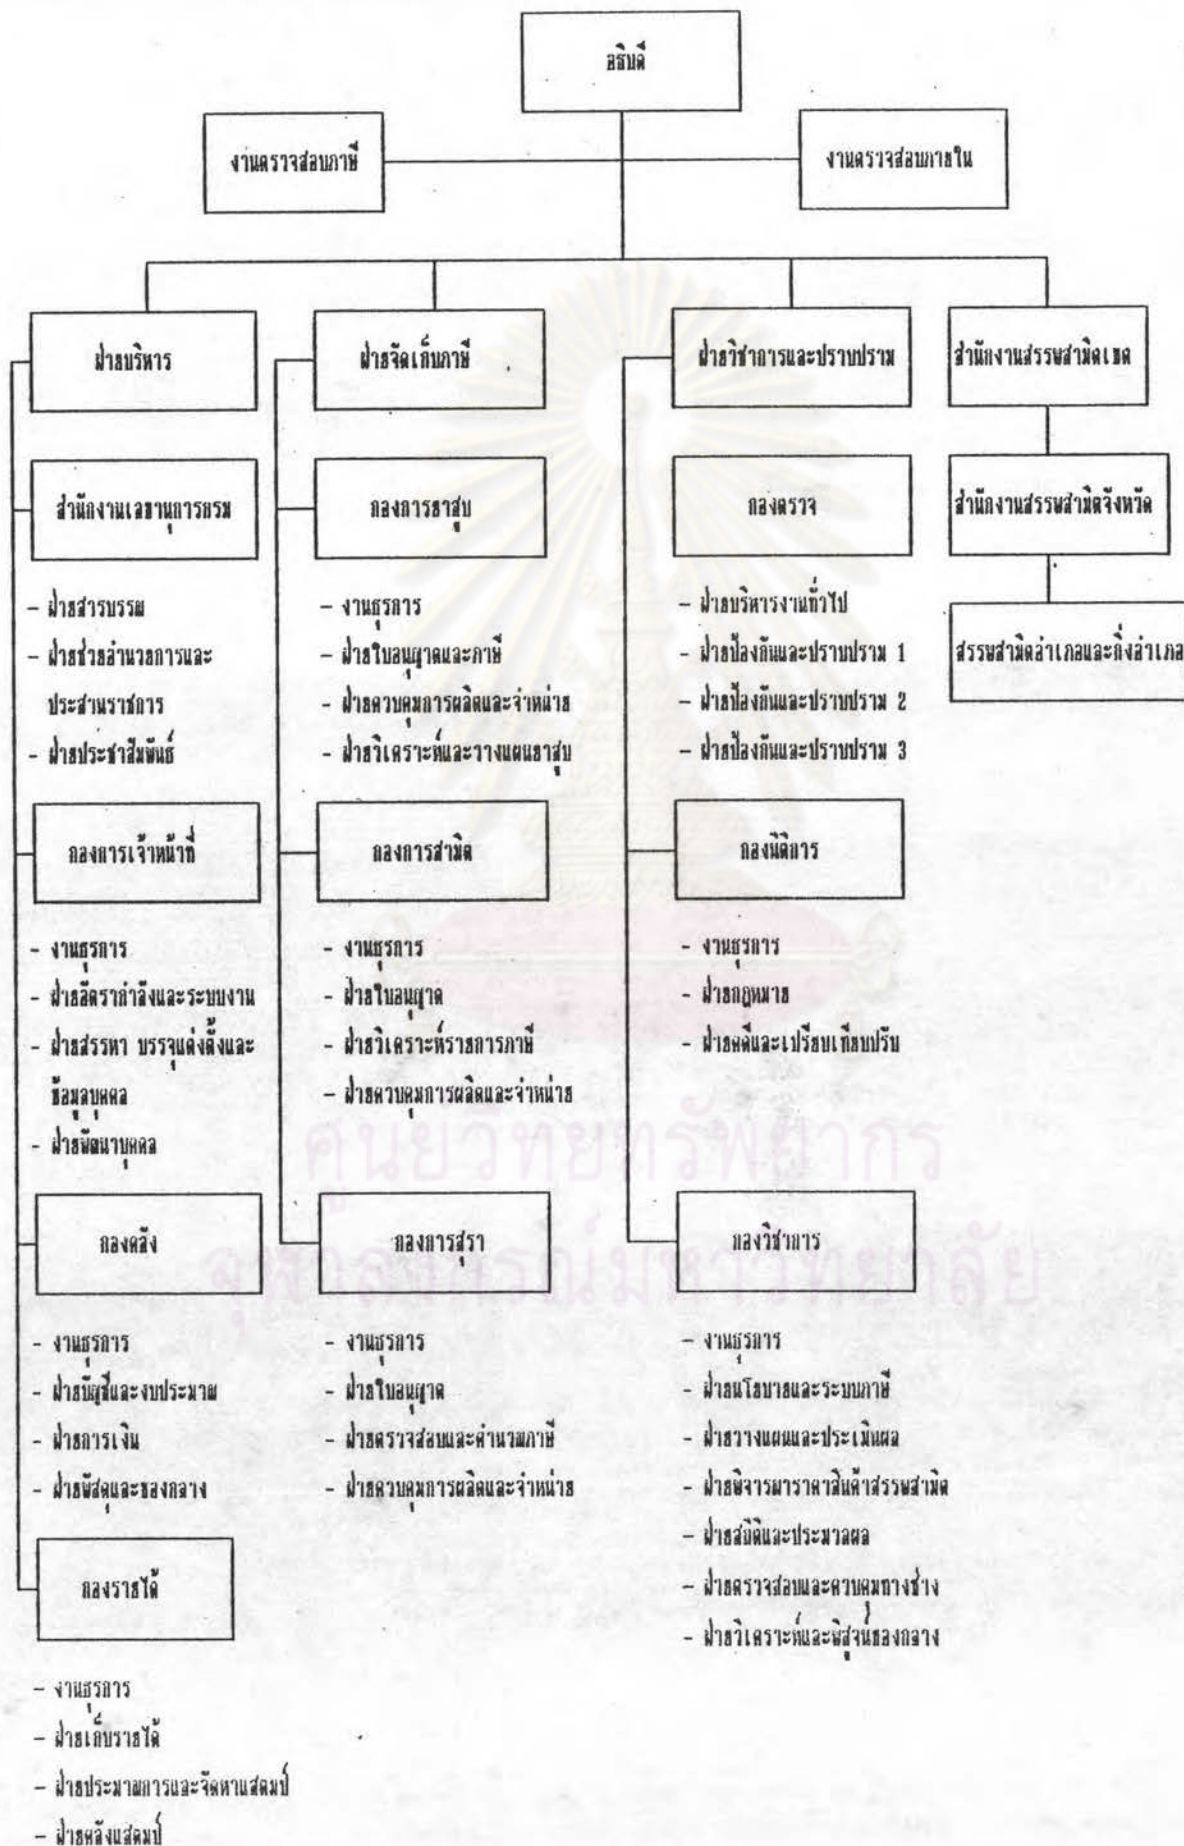 อธิบดี
งานตรวจสอบภาษี
งานตรวจสอบภายใน
ฝ่ายบริหาร
สำนักงานเลขานุการกรม
- ฝ่ายสารบรรณ
- ฝ่ายช่วยอำนวยการและ
ประสานราชการ
- ฝ่ายประชาสัมพันธ์
กองการเจ้าหน้าที่
- งานธุรการ
- ฝ่ายอัตรากำลังและระบบงาน
- ฝ่ายสรรหา บรรจุแต่งตั้งและ
ข้อมูลบุคคล
- ฝ่ายพัฒนาบุคคล
กองคลัง
- งานธุรการ
- ฝ่ายบัญชีและงบประมาณ
- ฝ่ายการเงิน
- ฝ่ายพัสดุและของกลาง
กองรายได้
- งานธุรการ
- ฝ่ายเก็บรายได้
- ฝ่ายประมาณการและจัดหาแสตมป์
- ฝ่ายคลังแสตมป์
ฝ่ายจัดเก็บภาษี
กองการยาสูบ
- งานธุรการ
- ฝ่ายใบอนุญาตและภาษี
- ฝ่ายควบคุมการผลิตและจำหน่าย
- ฝ่ายวิเคราะห์และวางแผนยาสูบ
กองการสามิต
- งานธุรการ
- ฝ่ายใบอนุญาต
- ฝ่ายวิเคราะห์รายการภาษี
- ฝ่ายควบคุมการผลิตและจำหน่าย
กองการสุรา
- งานธุรการ
- ฝ่ายใบอนุญาต
- ฝ่ายตรวจสอบและคำนวณภาษี
- ฝ่ายควบคุมการผลิตและจำหน่าย
ฝ่ายวิชาการและปราบปราม
กองตรวจ
- ฝ่ายบริหารงานทั่วไป
- ฝ่ายป้องกันและปราบปราม 1
- ฝ่ายป้องกันและปราบปราม 2
- ฝ่ายป้องกันและปราบปราม 3
กองนิติการ
- งานธุรการ
- ฝ่ายกฎหมาย
- ฝ่ายคดีและเปรียบเทียบปรับ
กองวิชาการ
- งานธุรการ
- ฝ่ายนโยบายและระบบภาษี
- ฝ่ายวางแผนและประเมินผล
- ฝ่ายพิจารณาราคาสินค้าสรรพสามิต
- ฝ่ายสถิติและประมวลผล
- ฝ่ายตรวจสอบและควบคุมทางช่าง
- ฝ่ายวิเคราะห์และพิสูจน์ของกลาง
สำนักงานสรรพสามิตเขต
สำนักงานสรรพสามิตจังหวัด
สรรพสามิตอำเภอและกิ่งอำเภอ
ศูนย์วิทยทรัพยากร
จุฬาลงกรณ์มหาวิทยาลัย